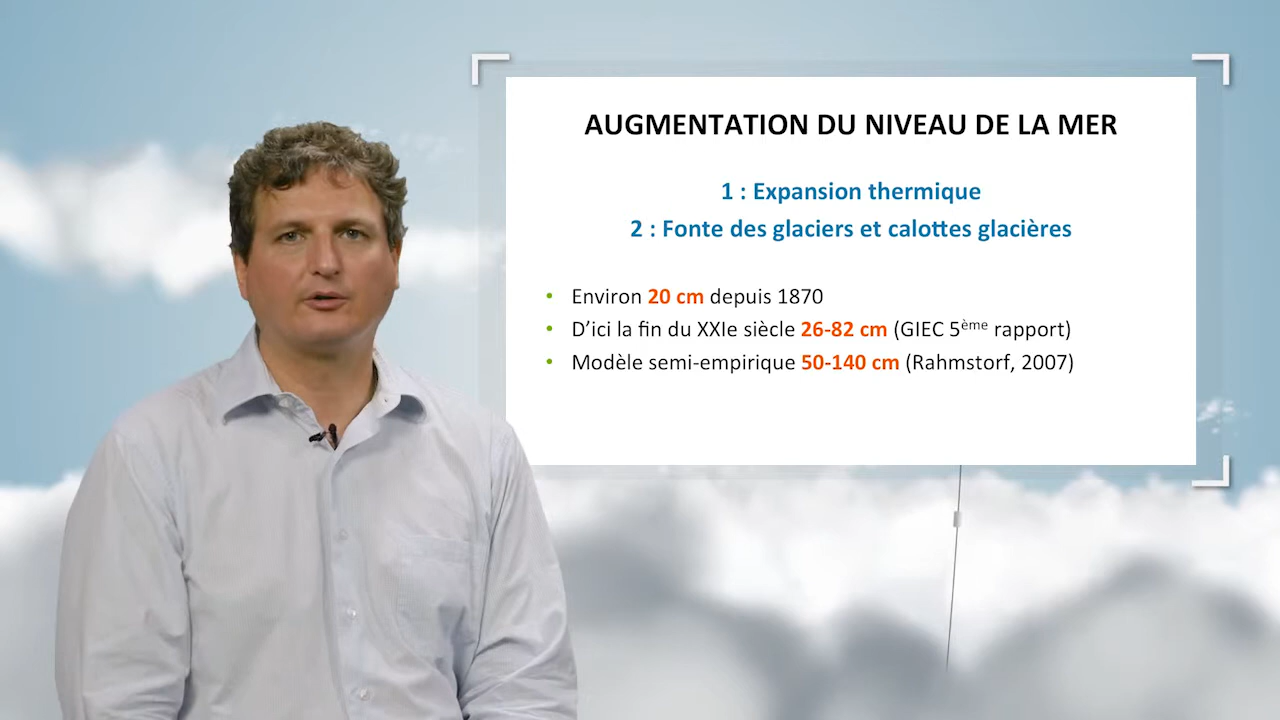 AUGMENTATION DU NIVEAU DE LA MER
1 : Expansion thermique
2 : Fonte des glaciers et calottes glacières
• Environ 20 cm depuis 1870
• D’ici la fin du XXIe siècle 26-82 cm (GIEC 5ème rapport)
• Modèle semi-empirique 50-140 cm (Rahmstorf, 2007)